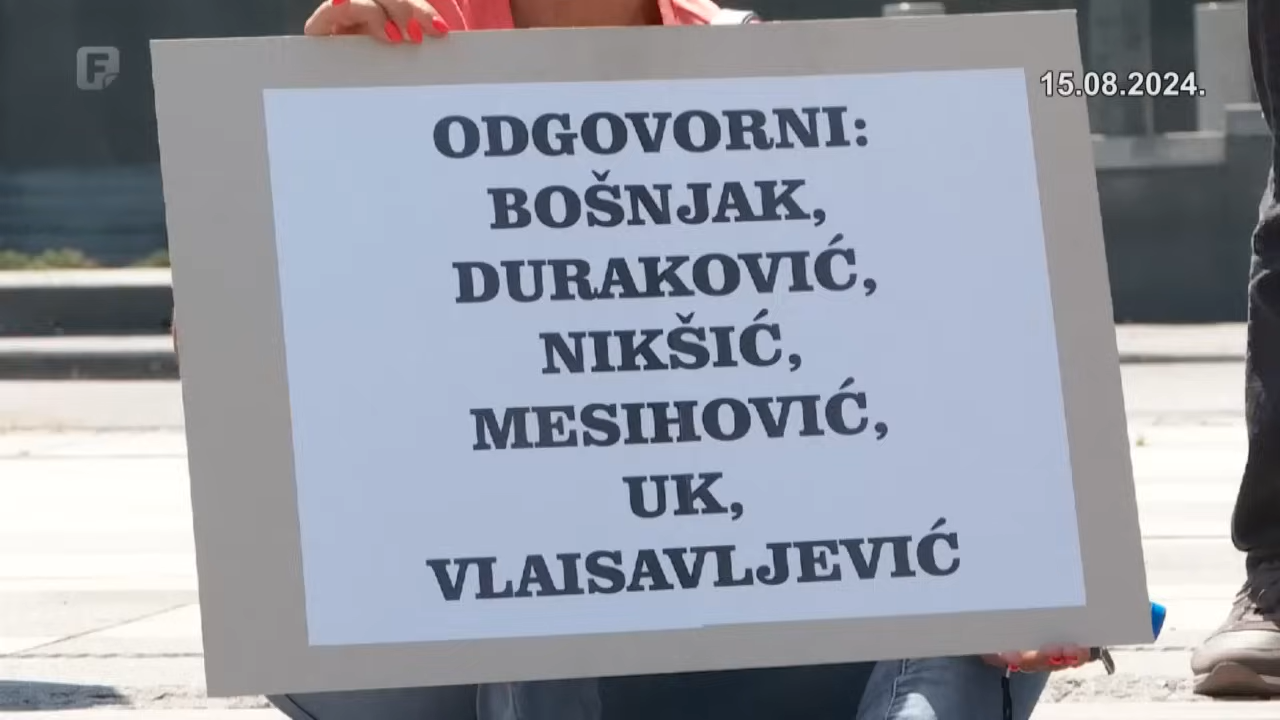 F
15.08.2024.
ODGOVORNI:
BOŠNJAK,
DURAKOVIĆ,
NIKŠIĆ,
MESIHOVIĆ,
UK,
VLAISAVLJEVIĆ